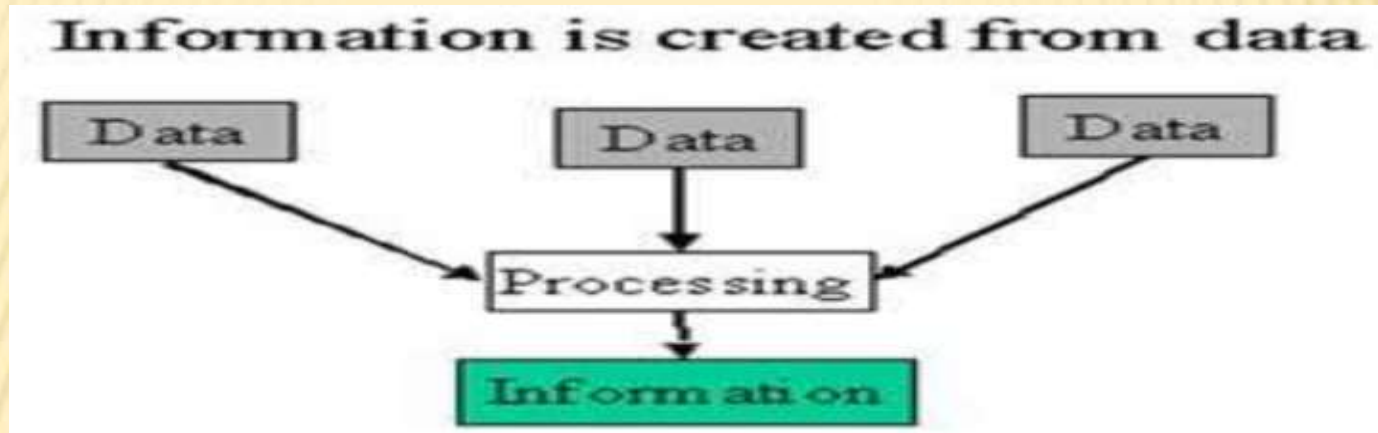 Information is created from data
Data Data Data
Processing
Information